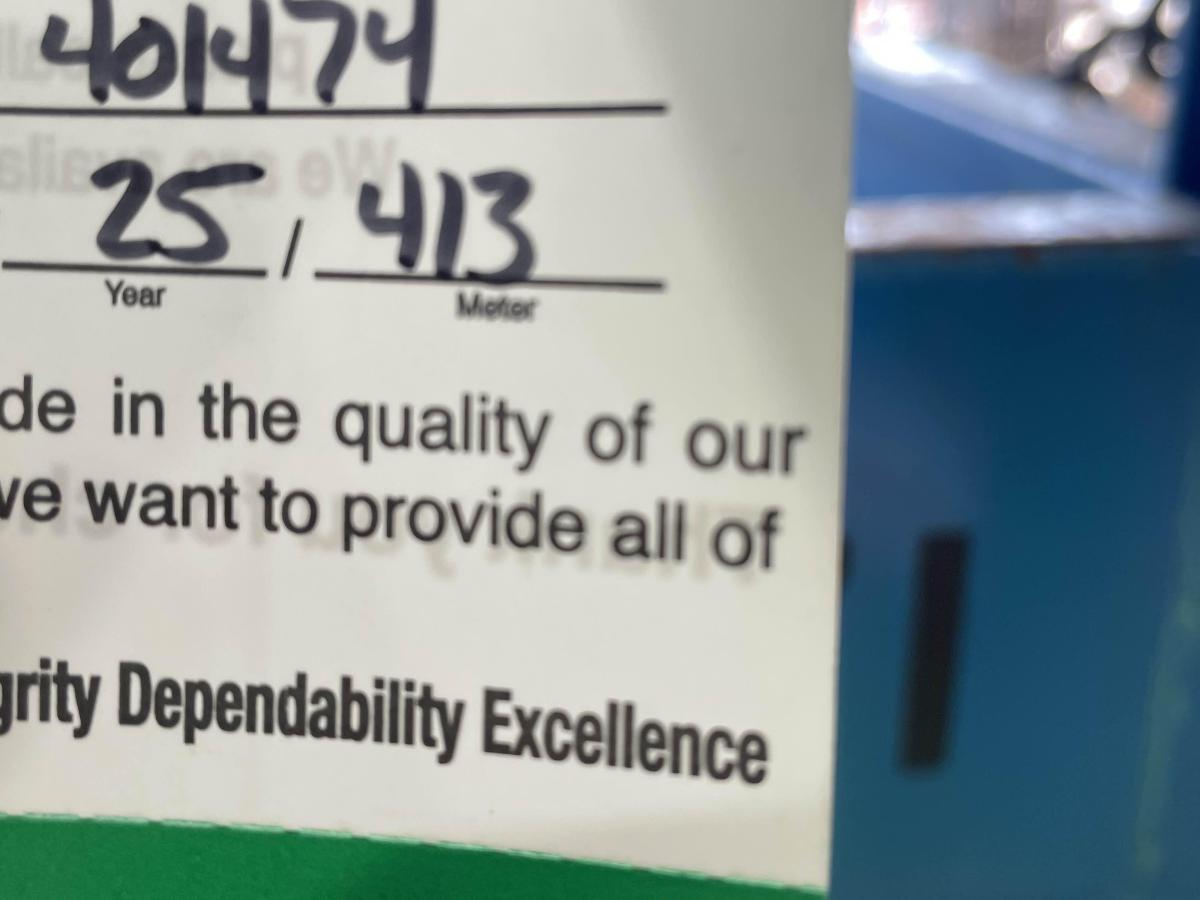 401474
25 / 413
Year Meter
de in the quality of our
ve want to provide all of
grity Dependability Excellence